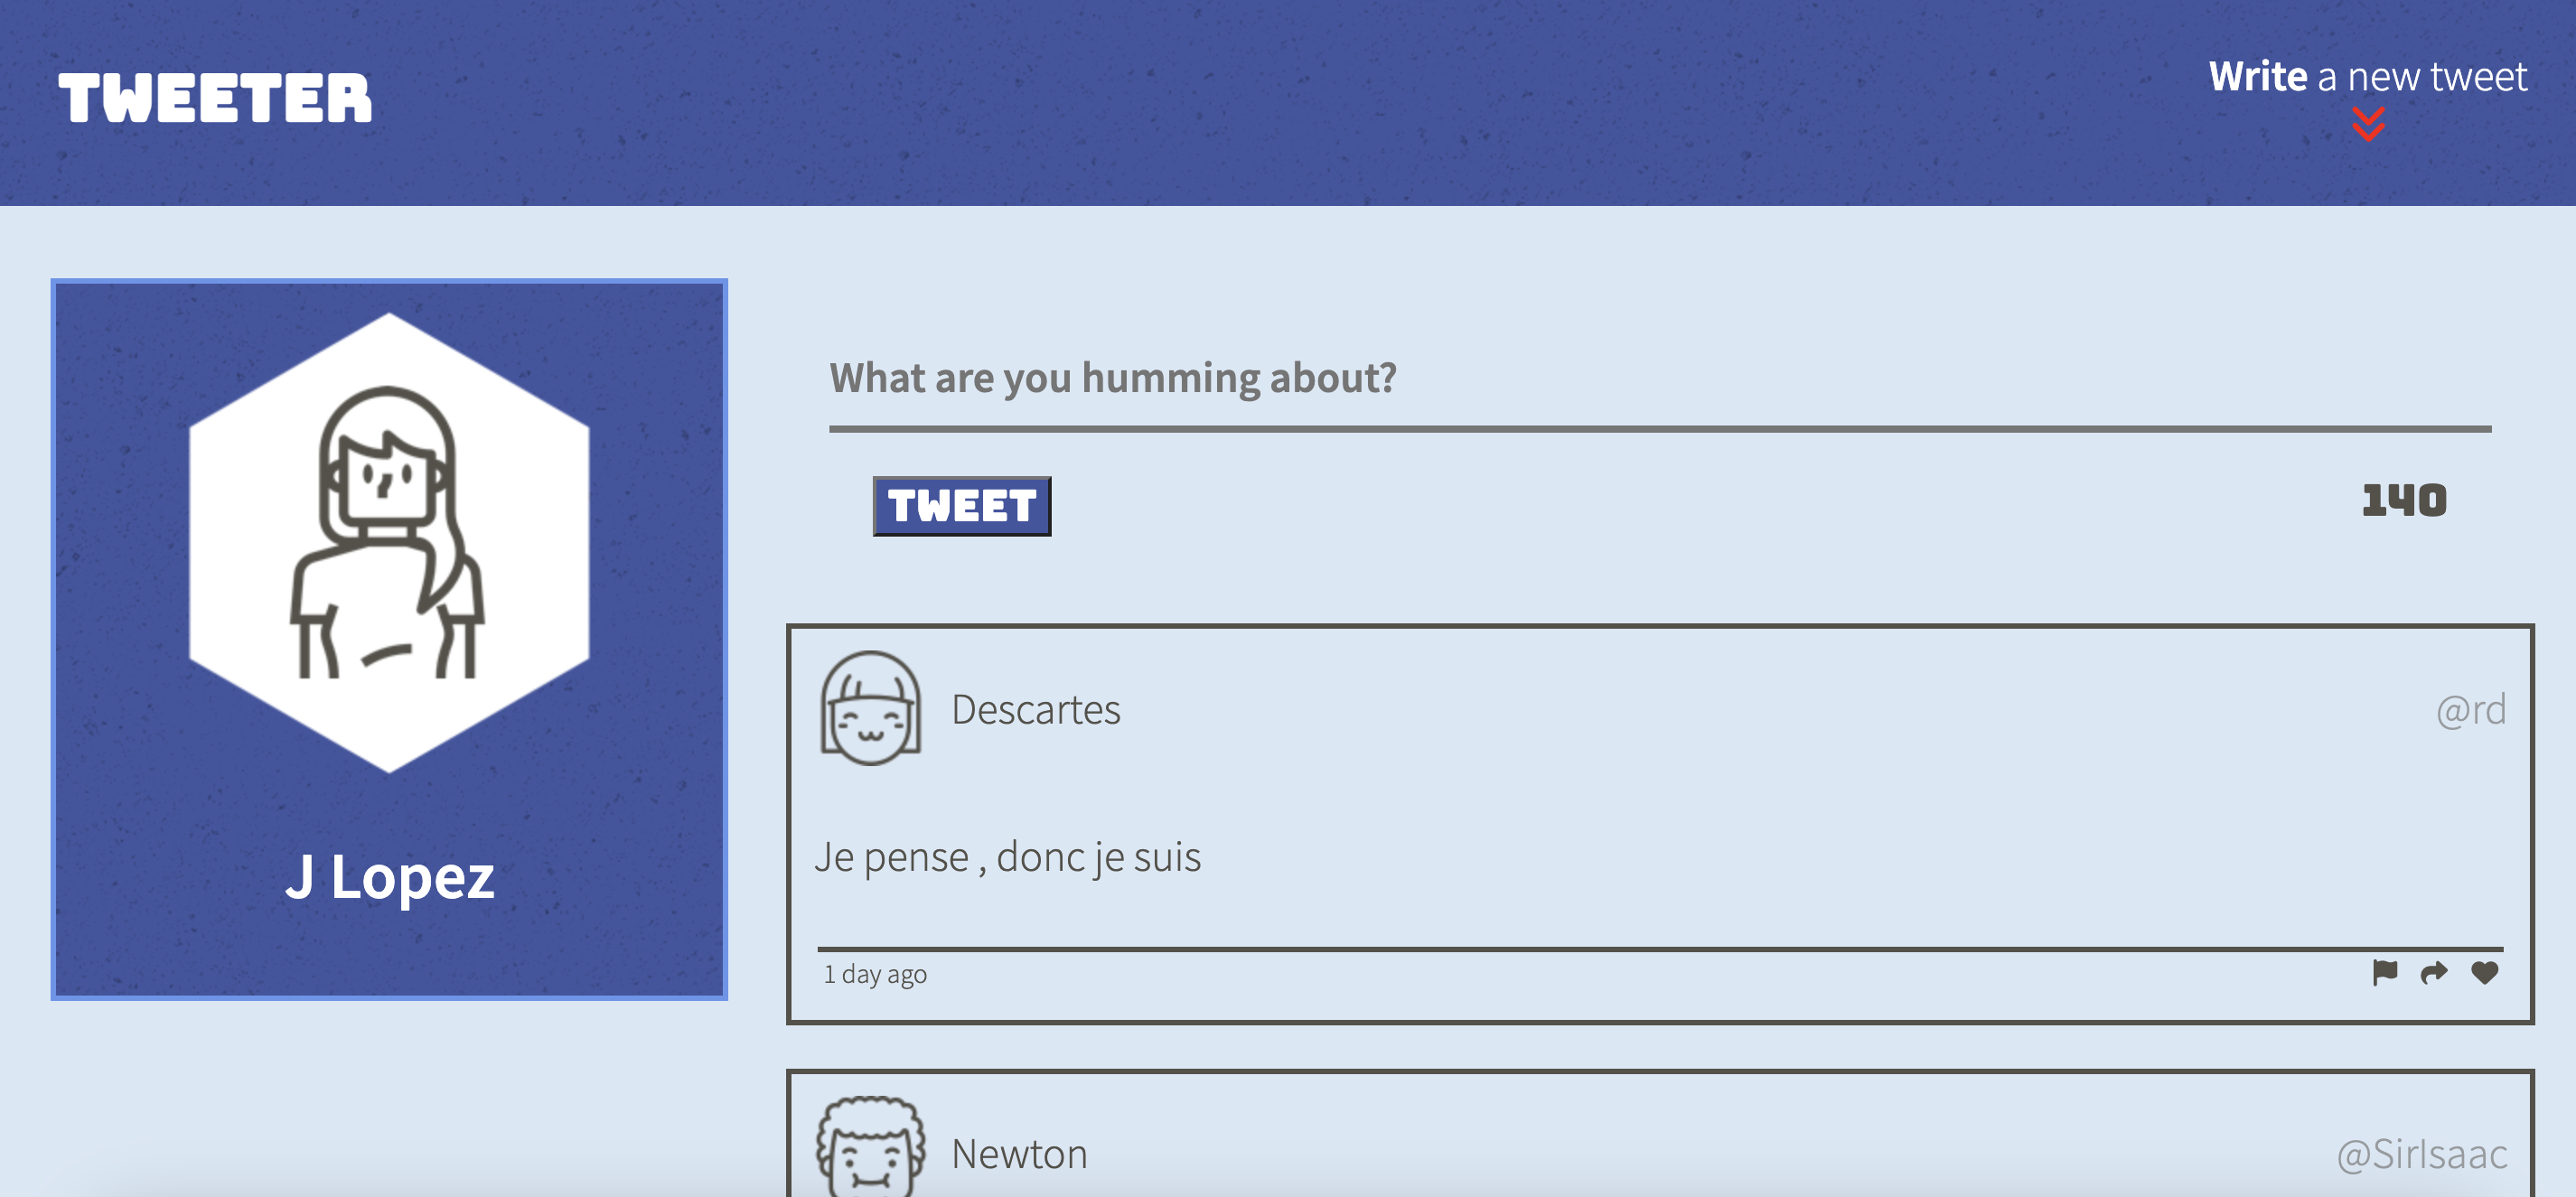 TWEETER
Write a new tweet
J Lopez
What are you humming about?
TWEET
140
Descartes
@rd
Je pense , donc je suis
1 day ago
Newton
@SirIsaac